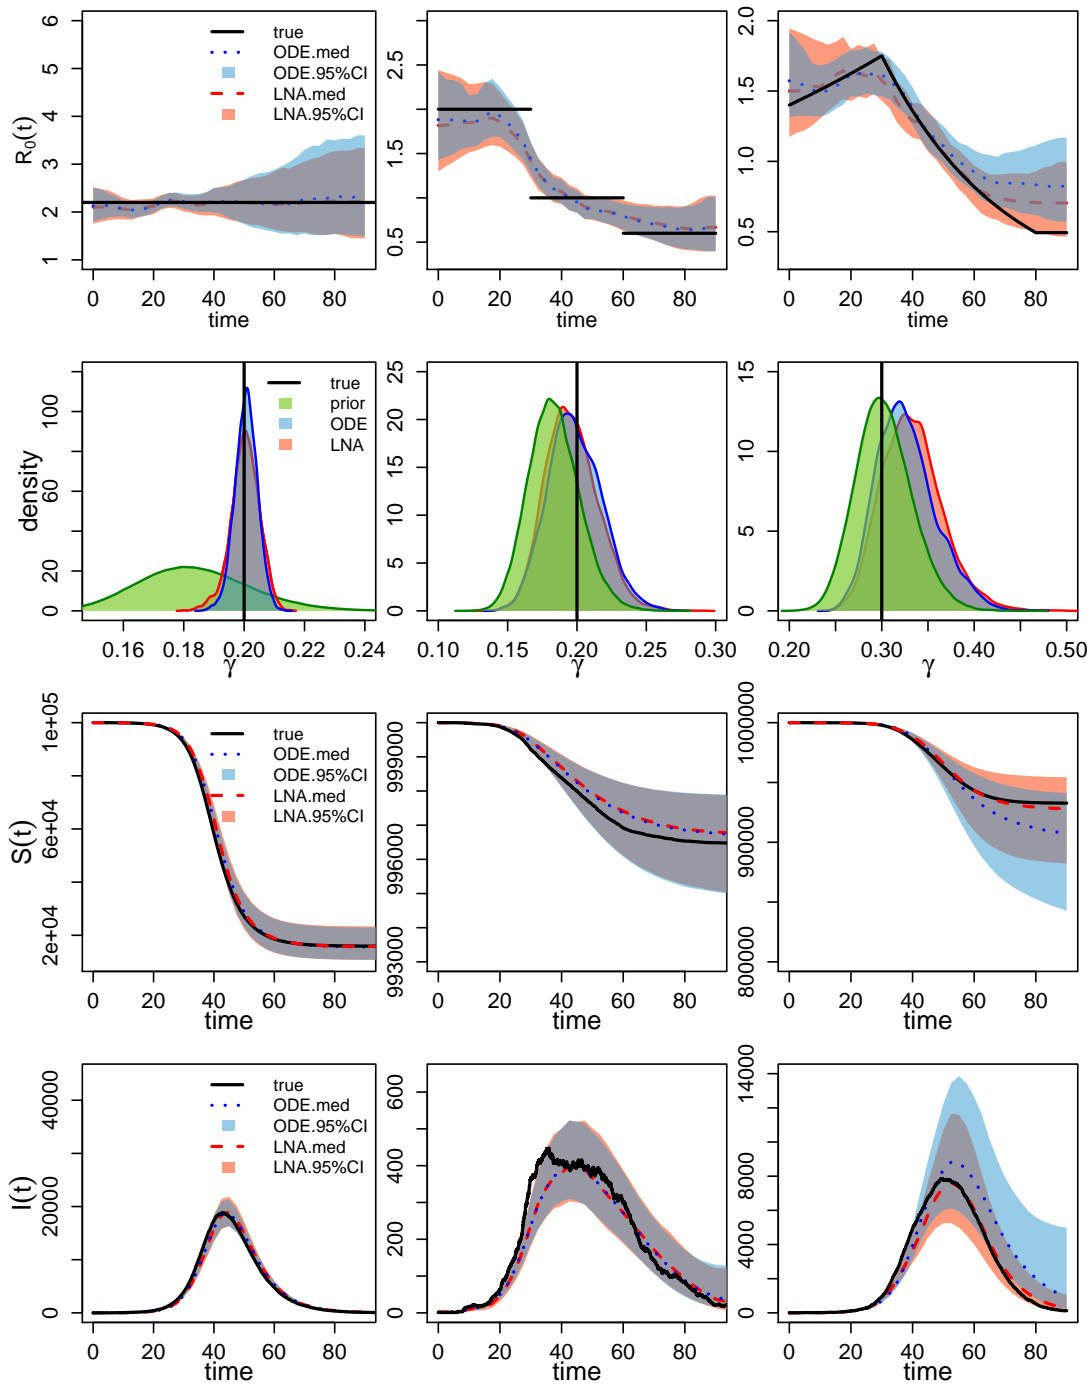 R₀(t)
1 2 3 4 5 6
true
ODE.med
ODE.95%CI
LNA.med
LNA.95%CI
0 20 40 60 80
time
0.5 1.5 2.5
0 20 40 60 80
time
0.5 1.0 1.5 2.0
0 20 40 60 80
time
density
0 20 60 100
true
prior
ODE
LNA
0.16 0.18 0.20 0.22 0.24
γ
0 5 10 15 20 25
0.10 0.15 0.20 0.25 0.30
γ
0 5 10 15
0.20 0.30 0.40 0.50
γ
S(t)
2e+04 6e+04 1e+05
true
ODE.med
ODE.95%CI
LNA.med
LNA.95%CI
0 20 40 60 80
time
993000 996000 999000
0 20 40 60 80
time
800000 900000 1000000
0 20 40 60 80
time
I(t)
0 20000 40000
true
ODE.med
ODE.95%CI
LNA.med
LNA.95%CI
0 20 40 60 80
time
0 200 400 600
0 20 40 60 80
time
0 4000 8000 14000
0 20 40 60 80
time